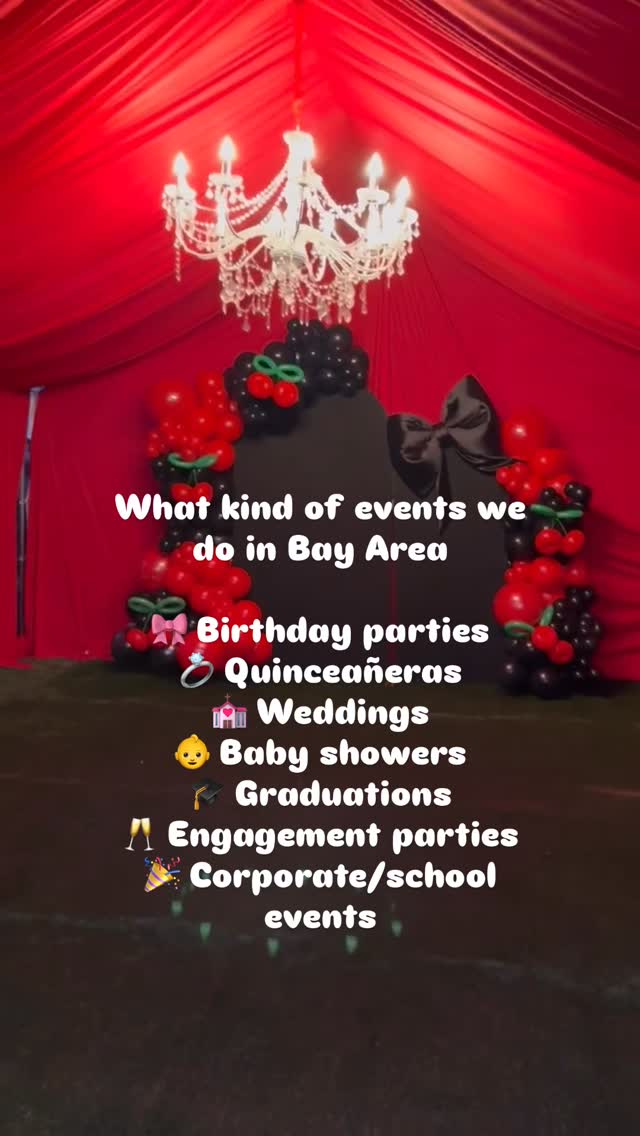 What kind of events we
do in Bay Area
🎀 Birthday parties
💍 Quinceañeras
💒 Weddings
👶 Baby showers
🎓 Graduations
🥂 Engagement parties
🎉 Corporate/school
events